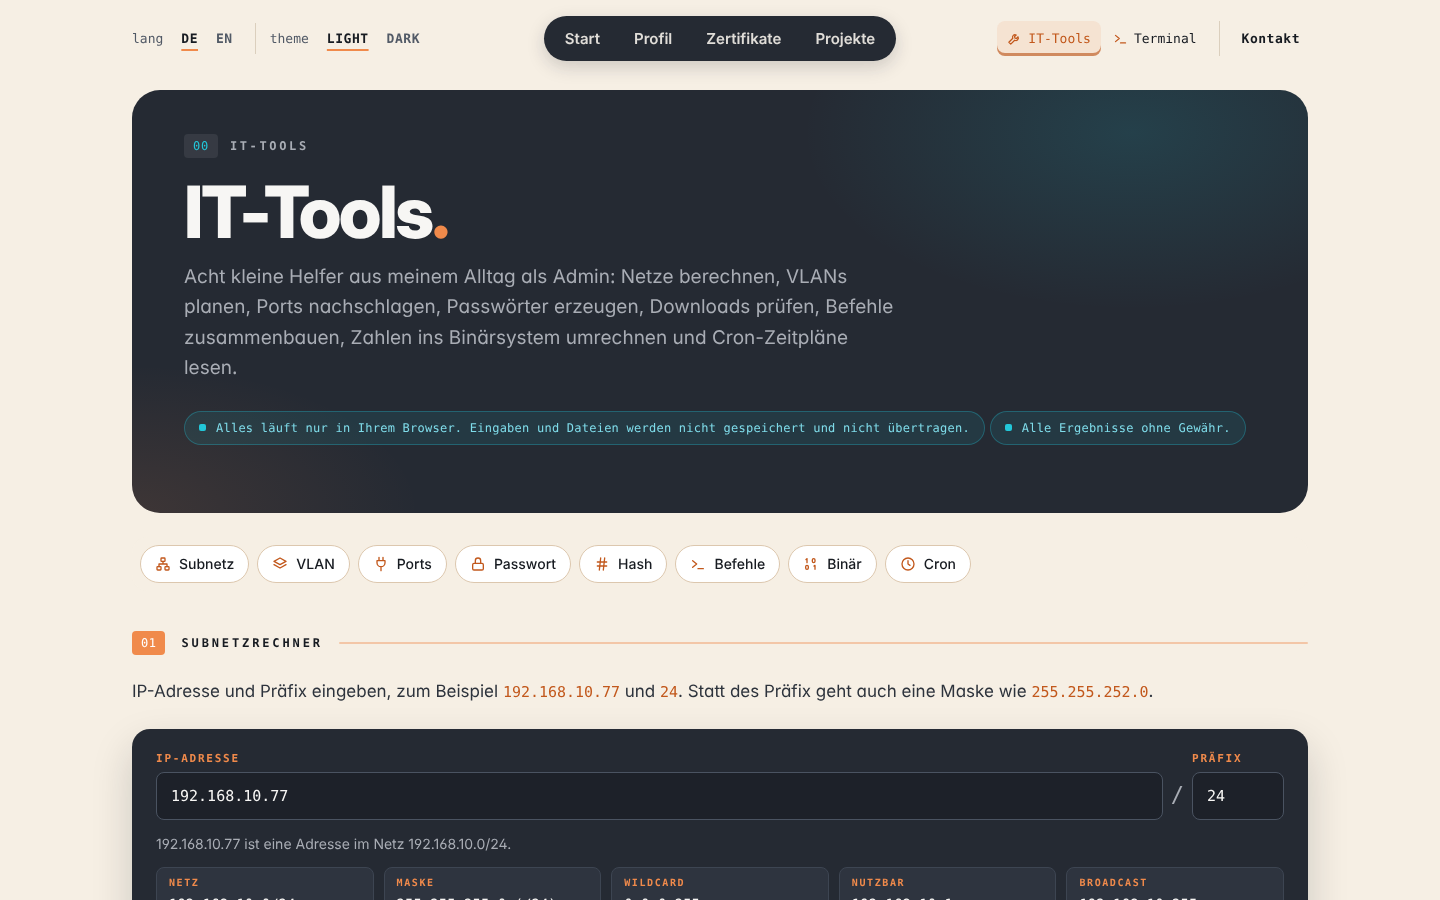 lang DE EN theme LIGHT DARK
Start Profil Zertifikate Projekte
IT-Tools Terminal Kontakt
00 IT-TOOLS
IT-Tools.
Acht kleine Helfer aus meinem Alltag als Admin: Netze berechnen, VLANs
planen, Ports nachschlagen, Passwörter erzeugen, Downloads prüfen, Befehle
zusammenbauen, Zahlen ins Binärsystem umrechnen und Cron-Zeitpläne
lesen.
Alles läuft nur in Ihrem Browser. Eingaben und Dateien werden nicht gespeichert und nicht übertragen.
Alle Ergebnisse ohne Gewähr.
Subnetz VLAN Ports Passwort Hash Befehle Binär Cron
01 SUBNETZRECHNER
IP-Adresse und Präfix eingeben, zum Beispiel 192.168.10.77 und 24. Statt des Präfix geht auch eine Maske wie 255.255.252.0.
IP-ADRESSE PRÄFIX
192.168.10.77 / 24
192.168.10.77 ist eine Adresse im Netz 192.168.10.0/24.
NETZ MASKE WILDCARD NUTZBAR BROADCAST